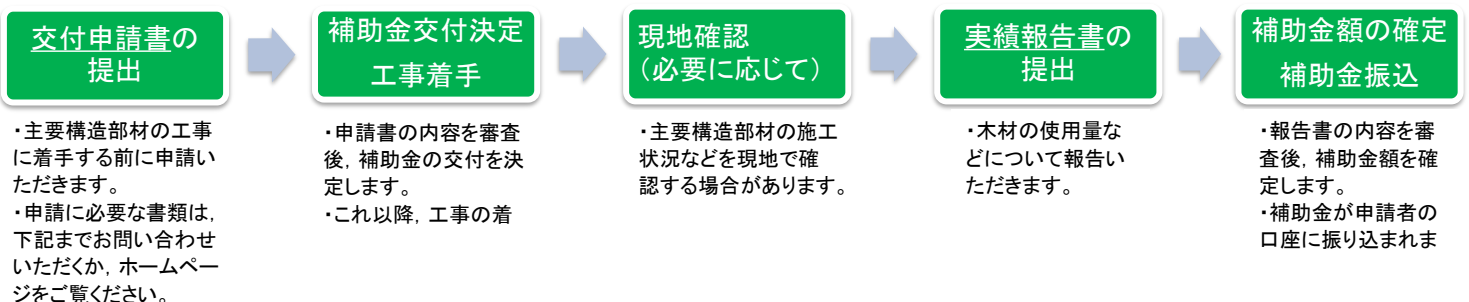 交付申請書の
提出
・主要構造部材の工事
に着手する前に申請い
ただきます。
・申請に必要な書類は，
下記までお問い合わせ
いただくか，ホームペー
ジをご覧ください。
補助金交付決定
工事着手
・申請書の内容を審査
後，補助金の交付を決
定します。
・これ以降，工事の着
現地確認
（必要に応じて）
・主要構造部材の施工
状況などを現地で確
認する場合があります。
実績報告書の
提出
・木材の使用量な
どについて報告い
ただきます。
補助金額の確定
補助金振込
・報告書の内容を審
査後，補助金額を確
定します。
・補助金が申請者の
口座に振り込まれま